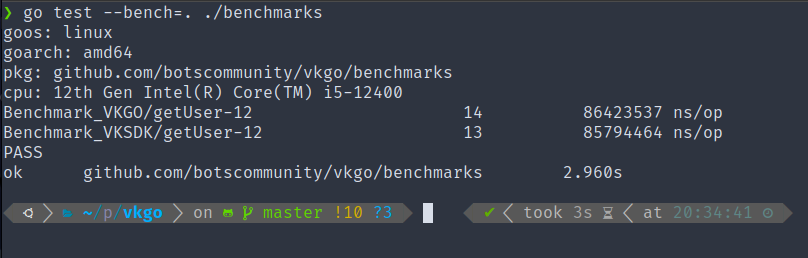 ❯ go test --bench=. ./benchmarks
goos: linux
goarch: amd64
pkg: github.com/botscommunity/vkgo/benchmarks
cpu: 12th Gen Intel(R) Core(TM) i5-12400
Benchmark_VKGO/getUser-12 14 86423537 ns/op
Benchmark_VKSDK/getUser-12 13 85794464 ns/op
PASS
ok github.com/botscommunity/vkgo/benchmarks 2.960s
~/p/vkgo on master !10 ?3 ✔ took 3s at 20:34:41